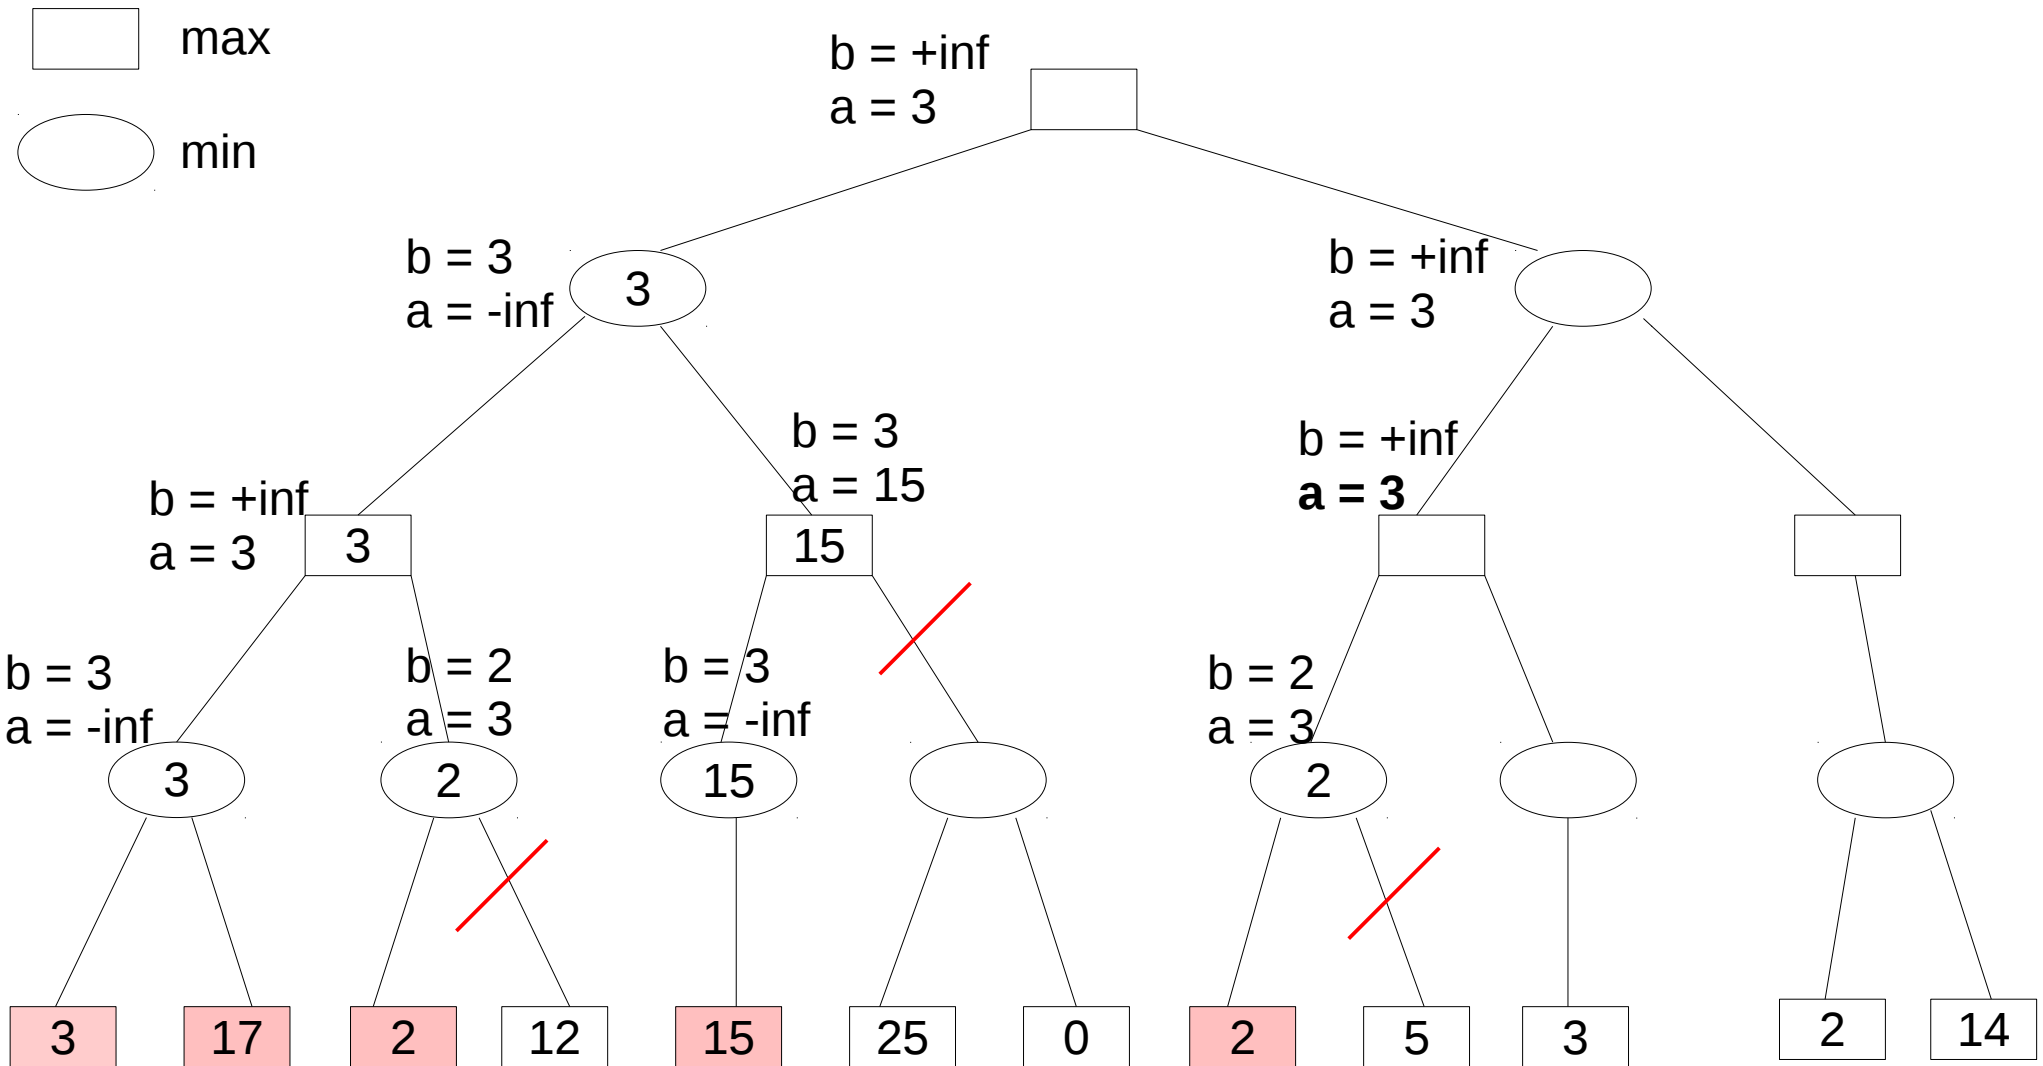 max
b = +inf
a = 3
min
b = 3
a = -inf
3
b = +inf
a = 3
b = 3
a = 15
b = +inf
a = 3
b = +inf
a = 3
3
15
b = 3
a = -inf
b = 2
a = 3
b = 3
a = -inf
b = 2
a = 3
3
2
15
2
3
17
2
12
15
25
0
2
5
3
2
14